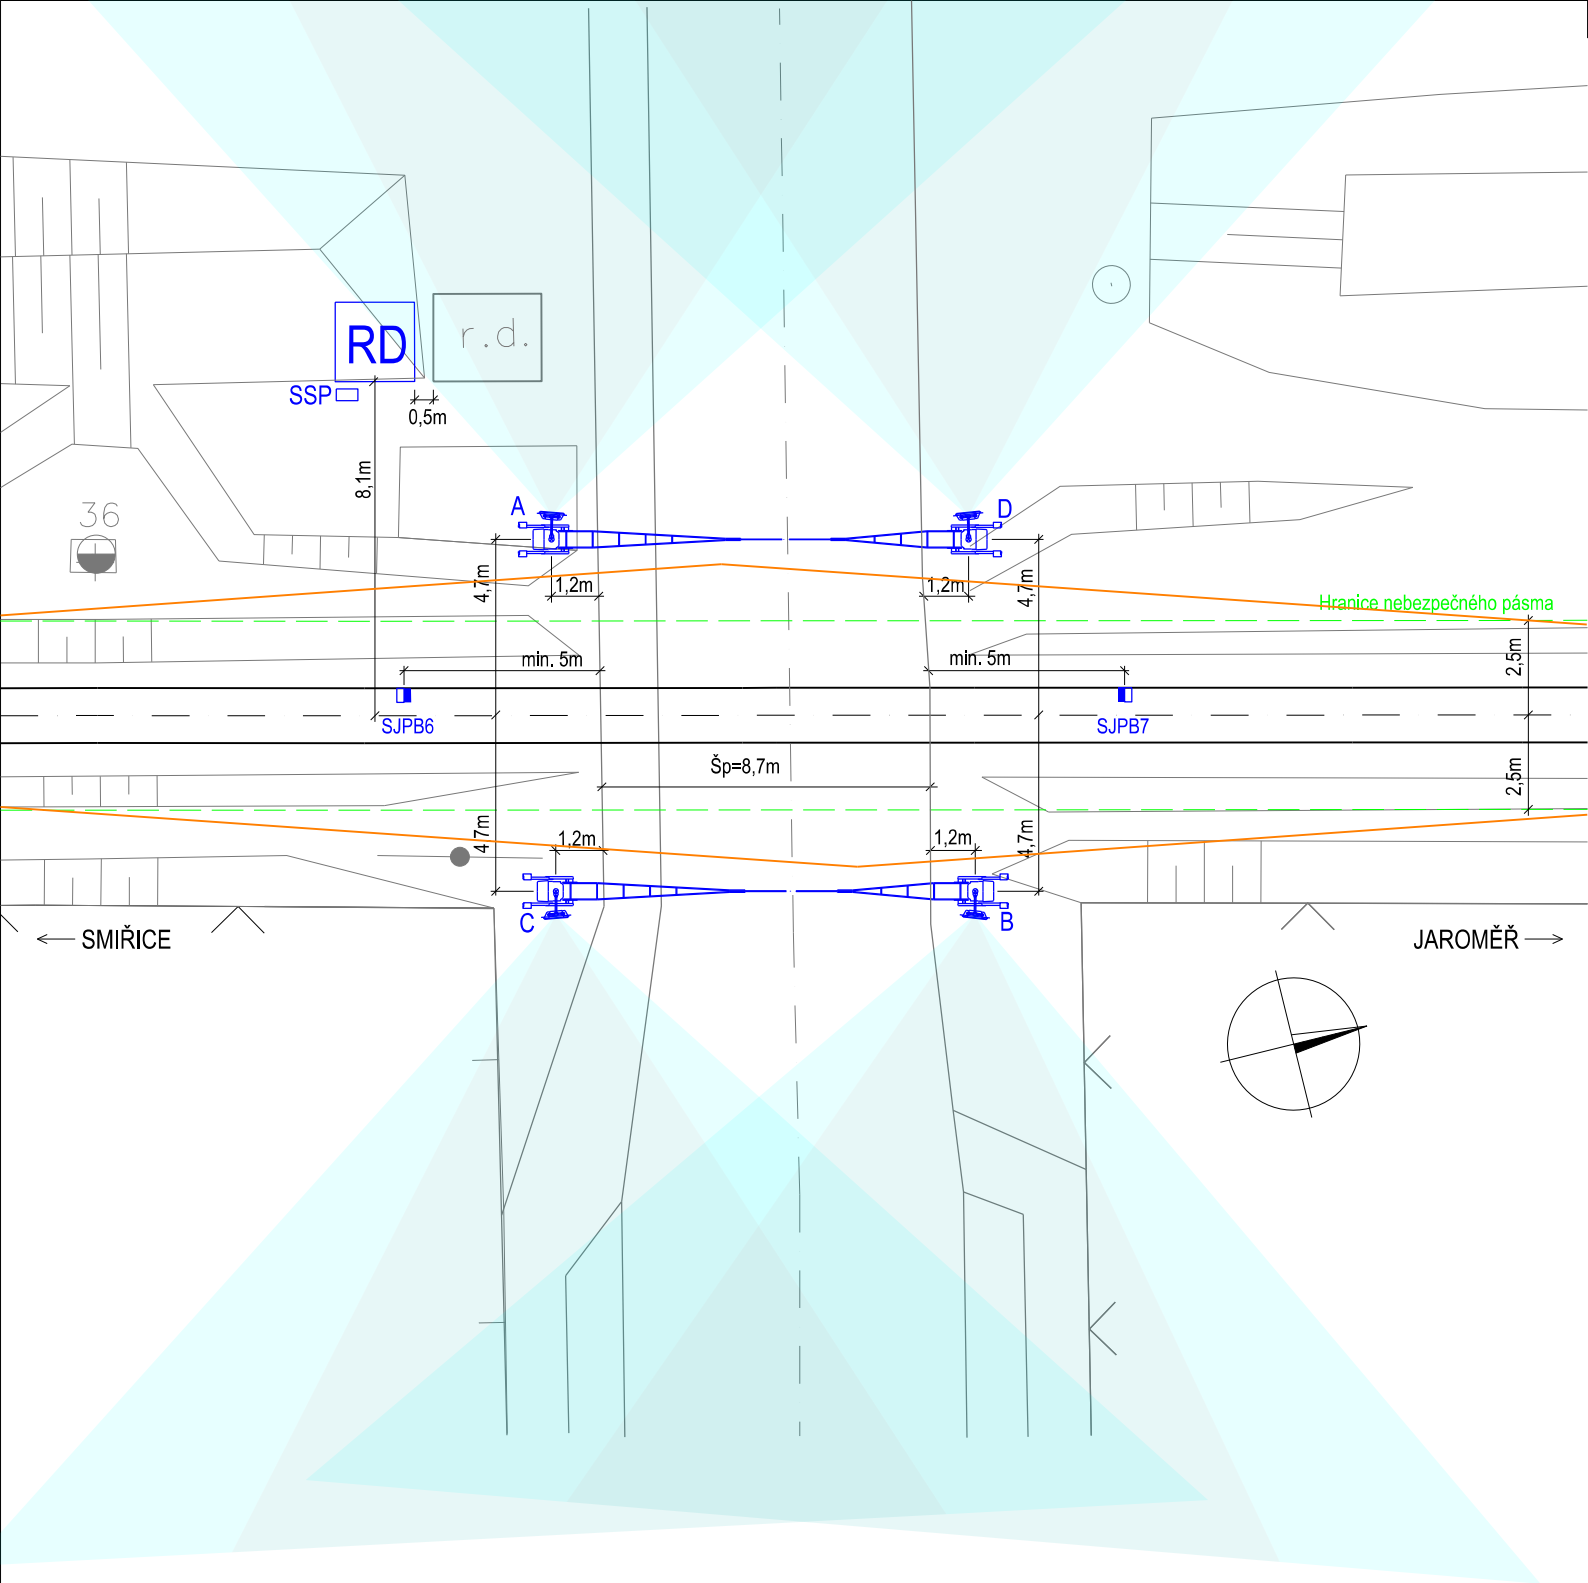 RD
r.d.
SSP
0,5m
8,1m
36
A
D
4,7m
1,2m
1,2m
4,7m
Hranice nebezpečného pásma
min. 5m
min. 5m
2,5m
SJPB6
SJPB7
Šp=8,7m
2,5m
4,7m
1,2m
1,2m
4,7m
C
B
SMIŘICE
JAROMĚŘ